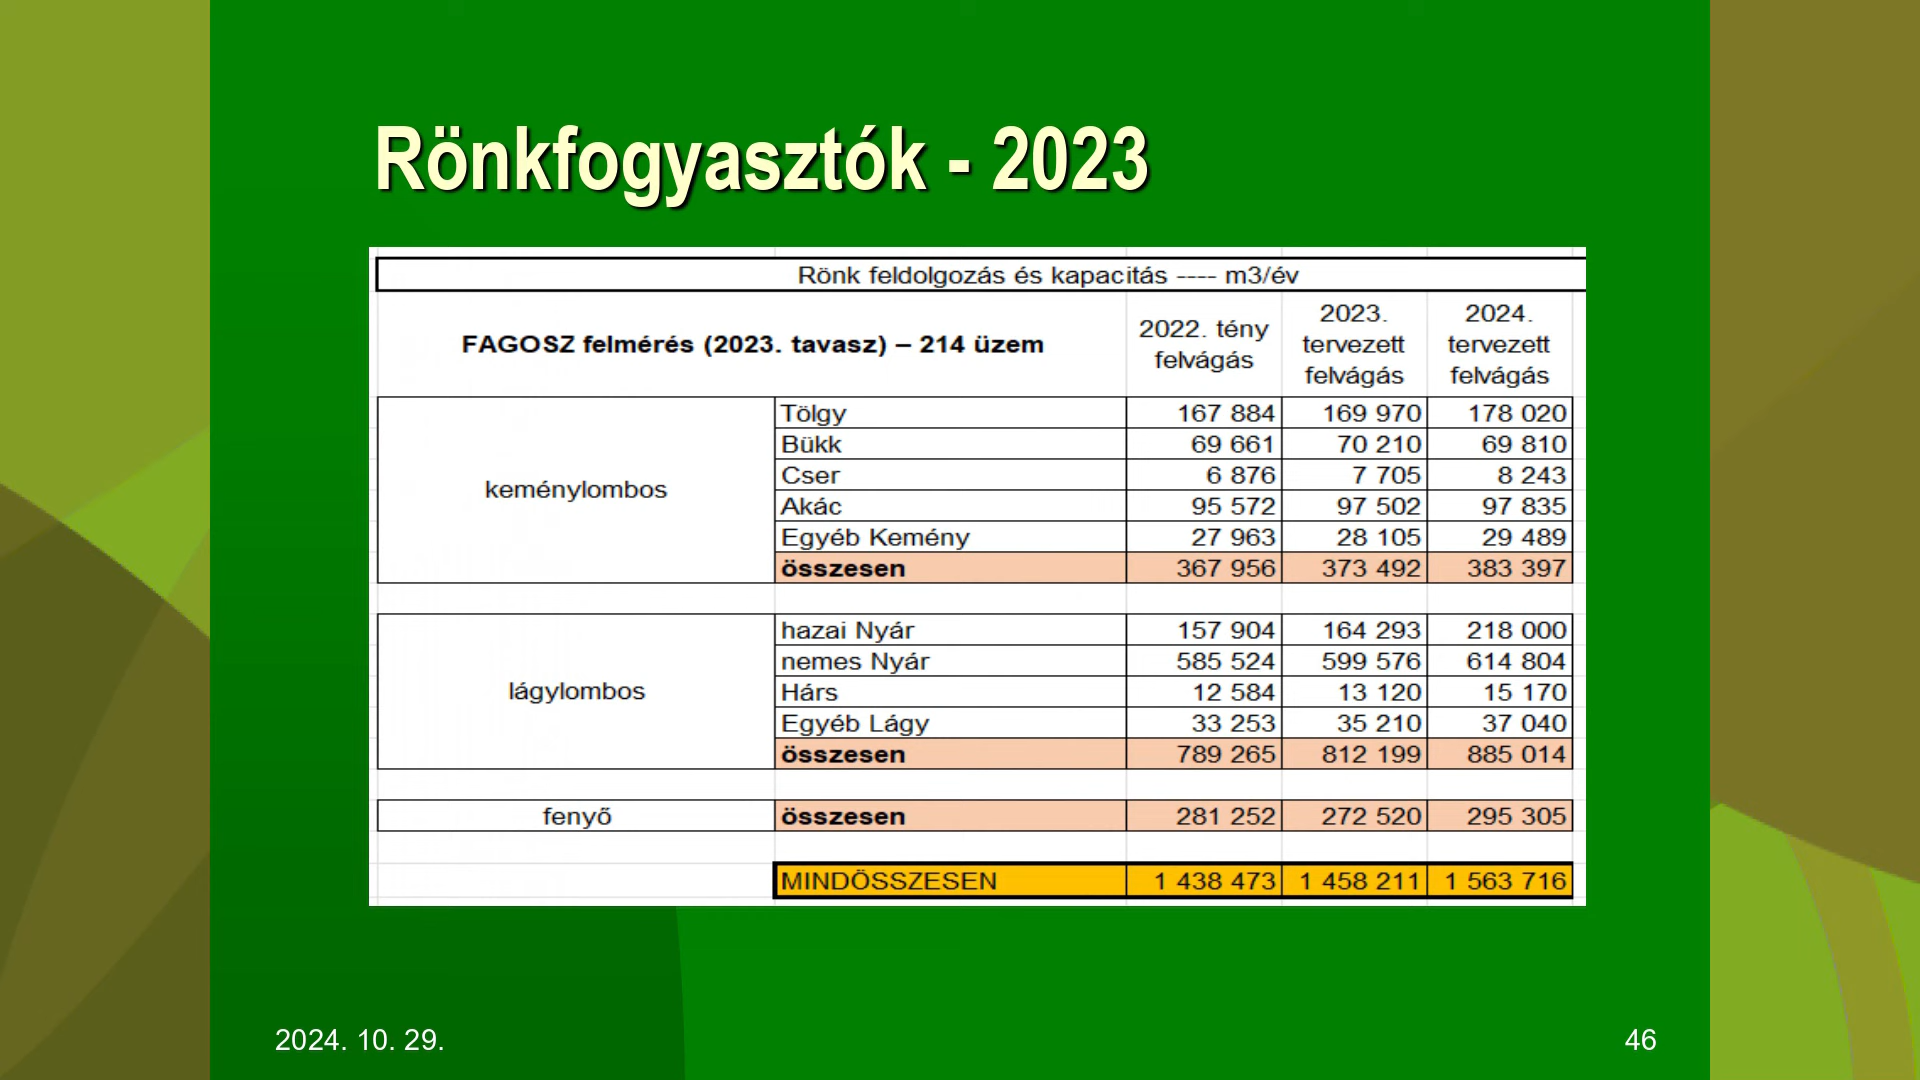 Rönkfogyasztók - 2023
Rönk feldolgozás és kapacitás ---- m3/év
FAGOSZ felmérés (2023. tavasz) – 214 üzem
2022. tény felvágás
2023. tervezett felvágás
2024. tervezett felvágás
keménylombos
Tölgy 167 884 169 970 178 020
Bükk 69 661 70 210 69 810
Cser 6 876 7 705 8 243
Akác 95 572 97 502 97 835
Egyéb Kemény 27 963 28 105 29 489
összesen 367 956 373 492 383 397
lágylombos
hazai Nyár 157 904 164 293 218 000
nemes Nyár 585 524 599 576 614 804
Hárs 12 584 13 120 15 170
Egyéb Lágy 33 253 35 210 37 040
összesen 789 265 812 199 885 014
fenyő összesen 281 252 272 520 295 305
MINDÖSSZESEN 1 438 473 1 458 211 1 563 716
2024. 10. 29.
46